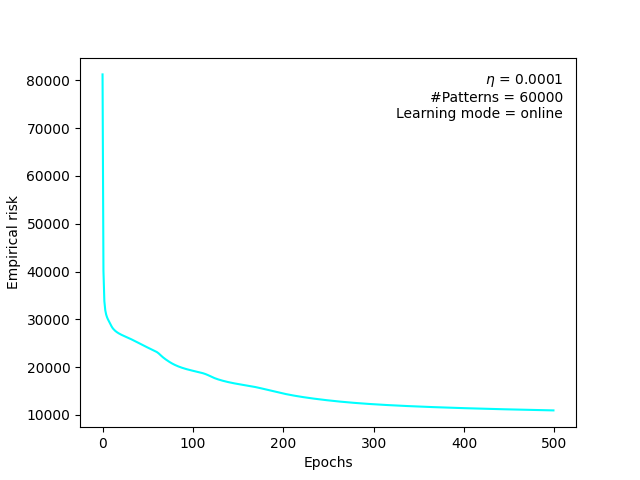 η = 0.0001
#Patterns = 60000
Learning mode = online
80000
70000
60000
50000
40000
30000
20000
10000
Empirical risk
0 100 200 300 400 500
Epochs